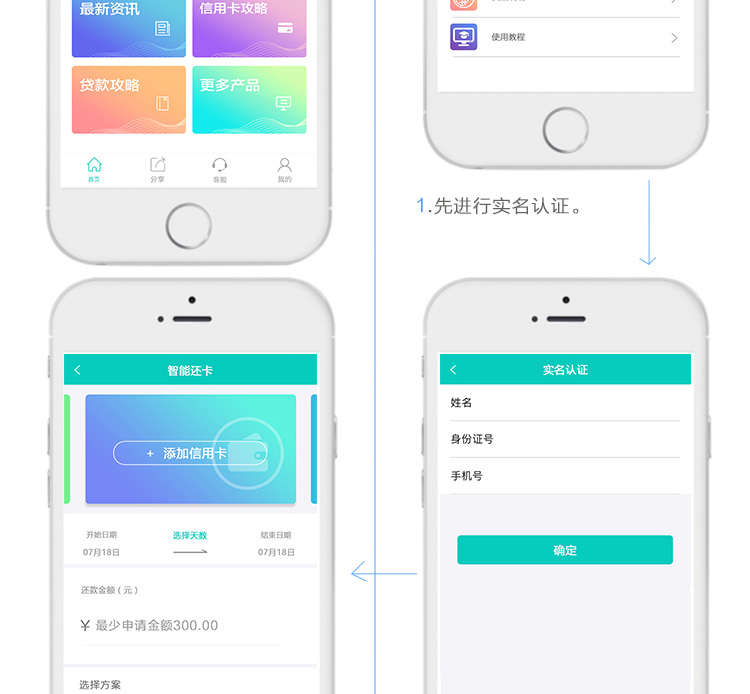 最新资讯
信用卡攻略
贷款攻略
更多产品
首页
分享
客服
我的
使用教程
1.先进行实名认证。
智能还卡
+ 添加信用卡
开始日期
选择天数
结束日期
07月18日
07月18日
还款金额（元）
¥ 最少申请金额300.00
选择方案
实名认证
姓名
身份证号
手机号
确定